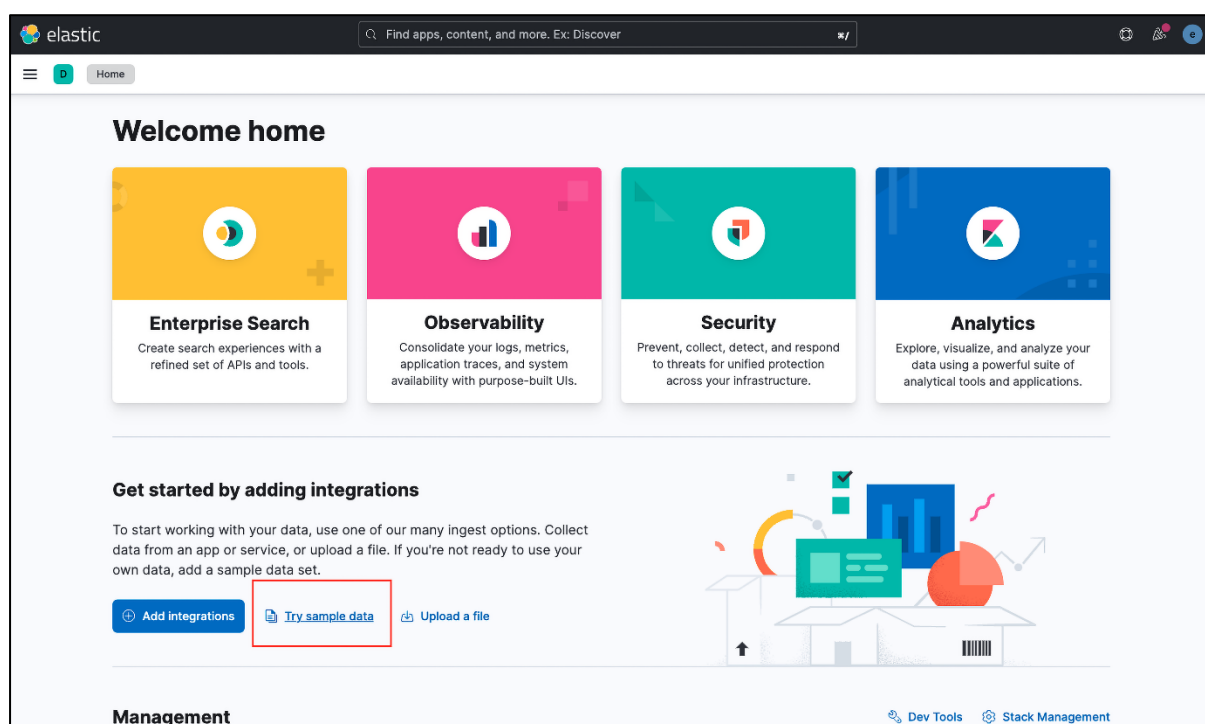 elastic
Find apps, content, and more. Ex: Discover
⌘/
e
D
Home
Welcome home
Enterprise Search
Create search experiences with a
refined set of APIs and tools.
Observability
Consolidate your logs, metrics,
application traces, and system
availability with purpose-built UIs.
Security
Prevent, collect, detect, and respond
to threats for unified protection
across your infrastructure.
Analytics
Explore, visualize, and analyze your
data using a powerful suite of
analytical tools and applications.
Get started by adding integrations
To start working with your data, use one of our many ingest options. Collect
data from an app or service, or upload a file. If you're not ready to use your
own data, add a sample data set.
Add integrations
Try sample data
Upload a file
Management
Dev Tools
Stack Management